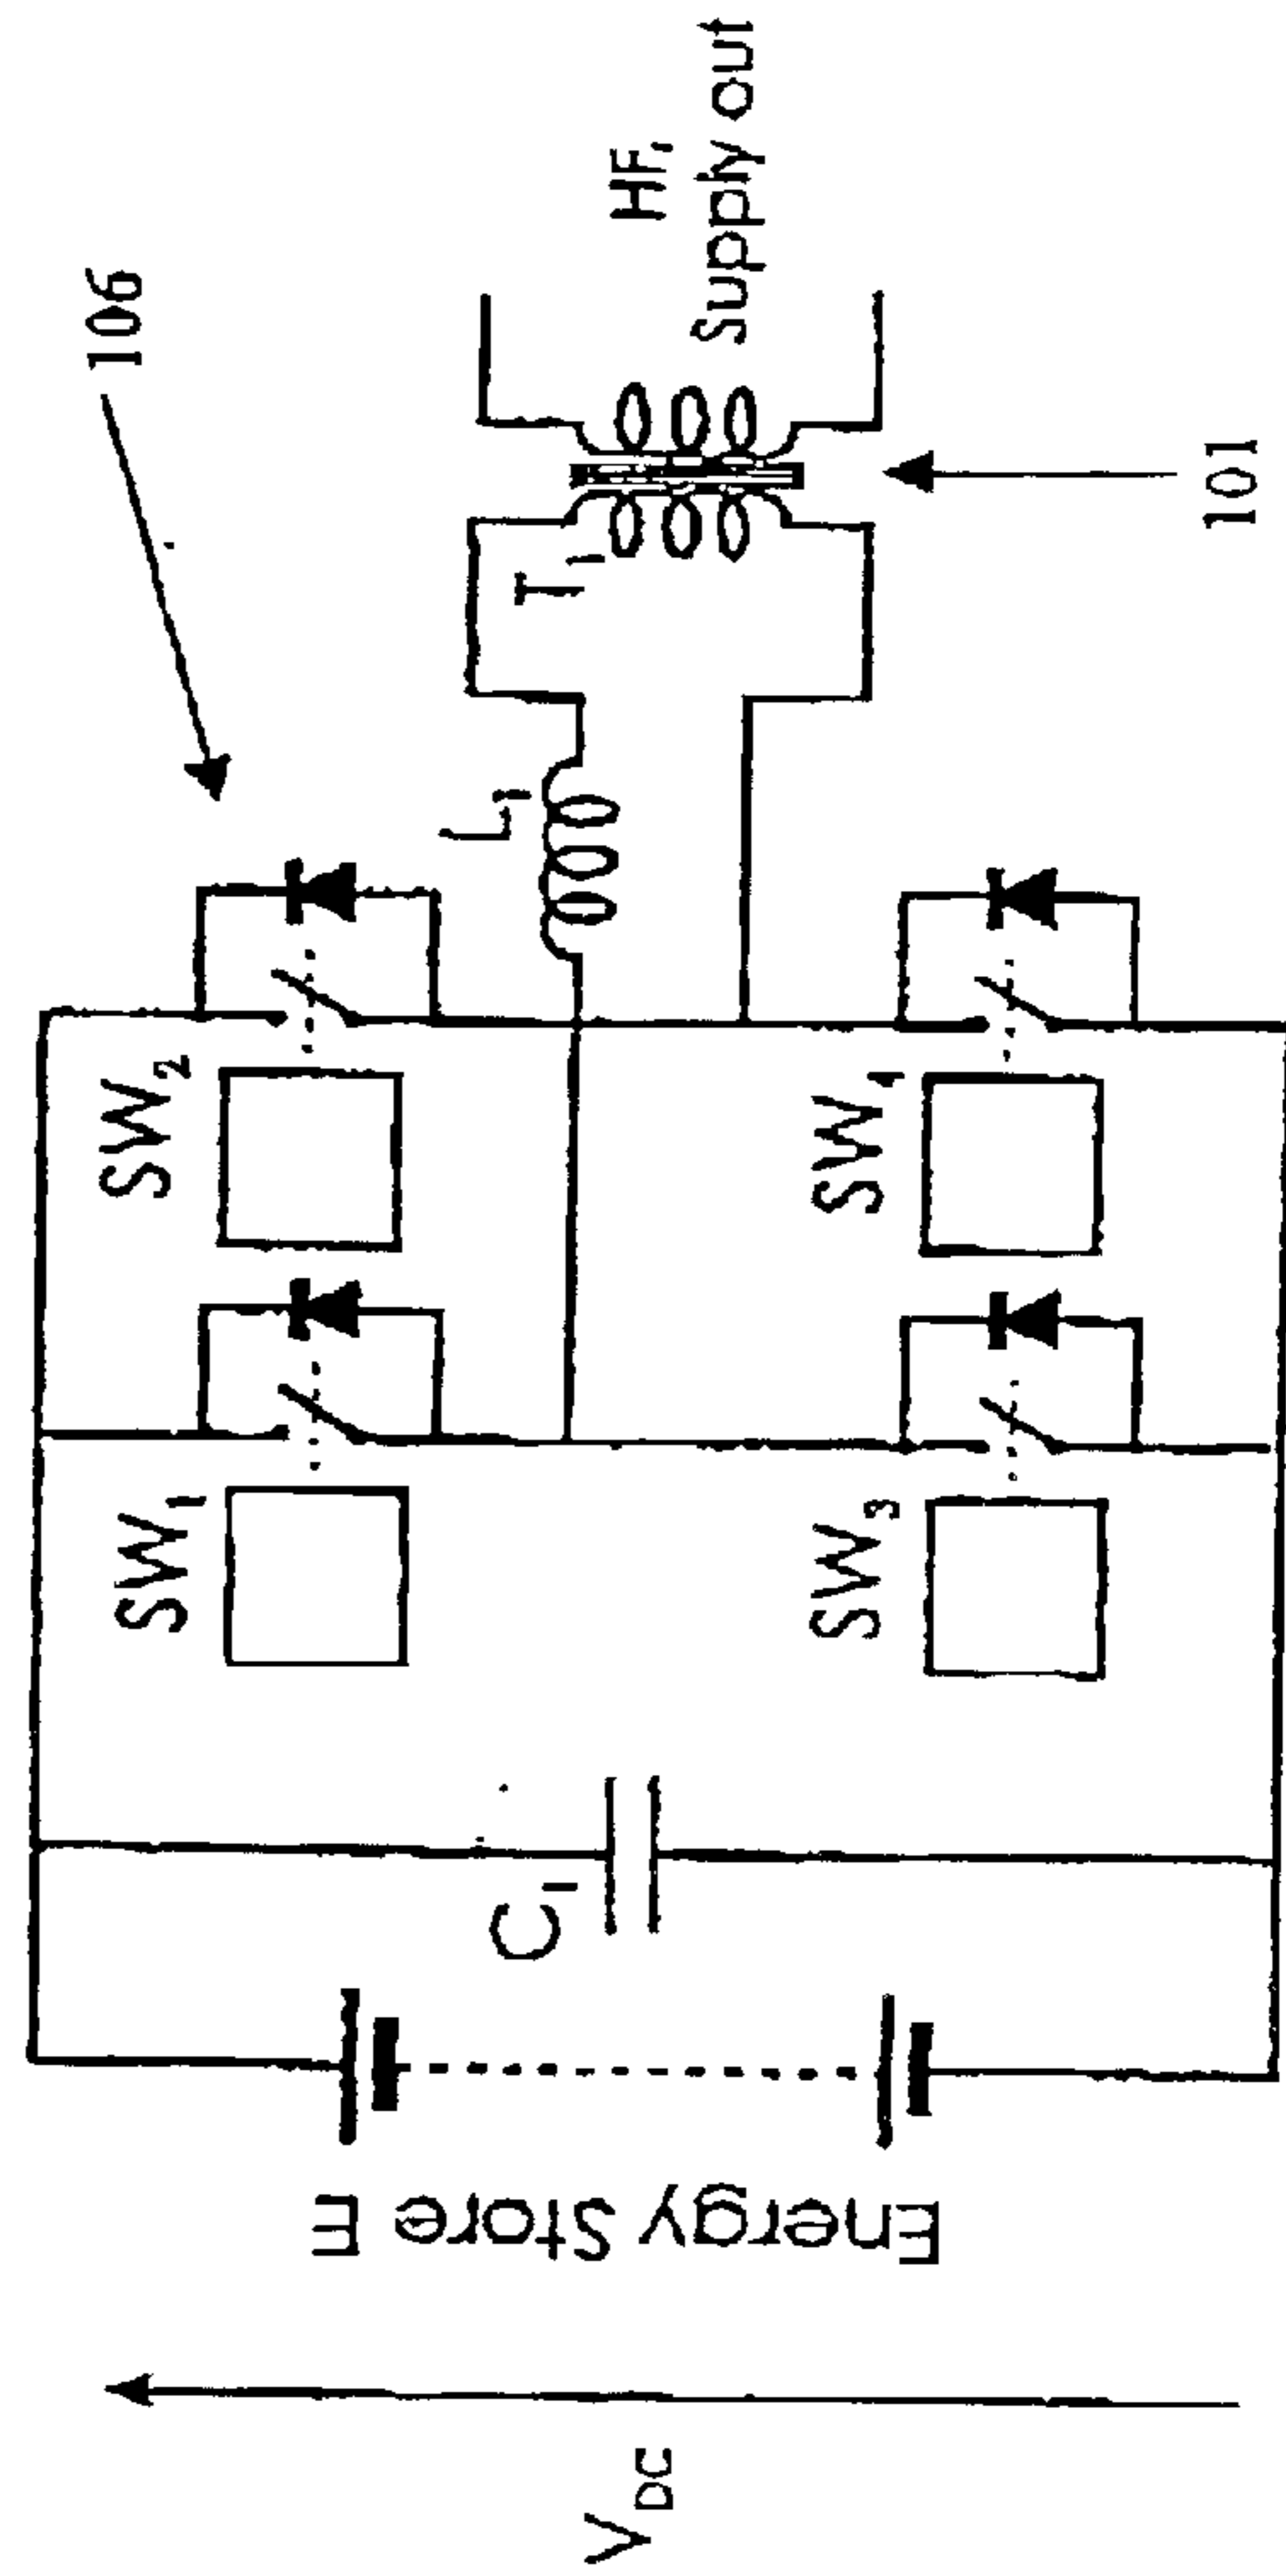 106
SW2
L1
SW1
HF,
Supply out
T1
C1
Energy Store E
VDC
SW4
SW3
101